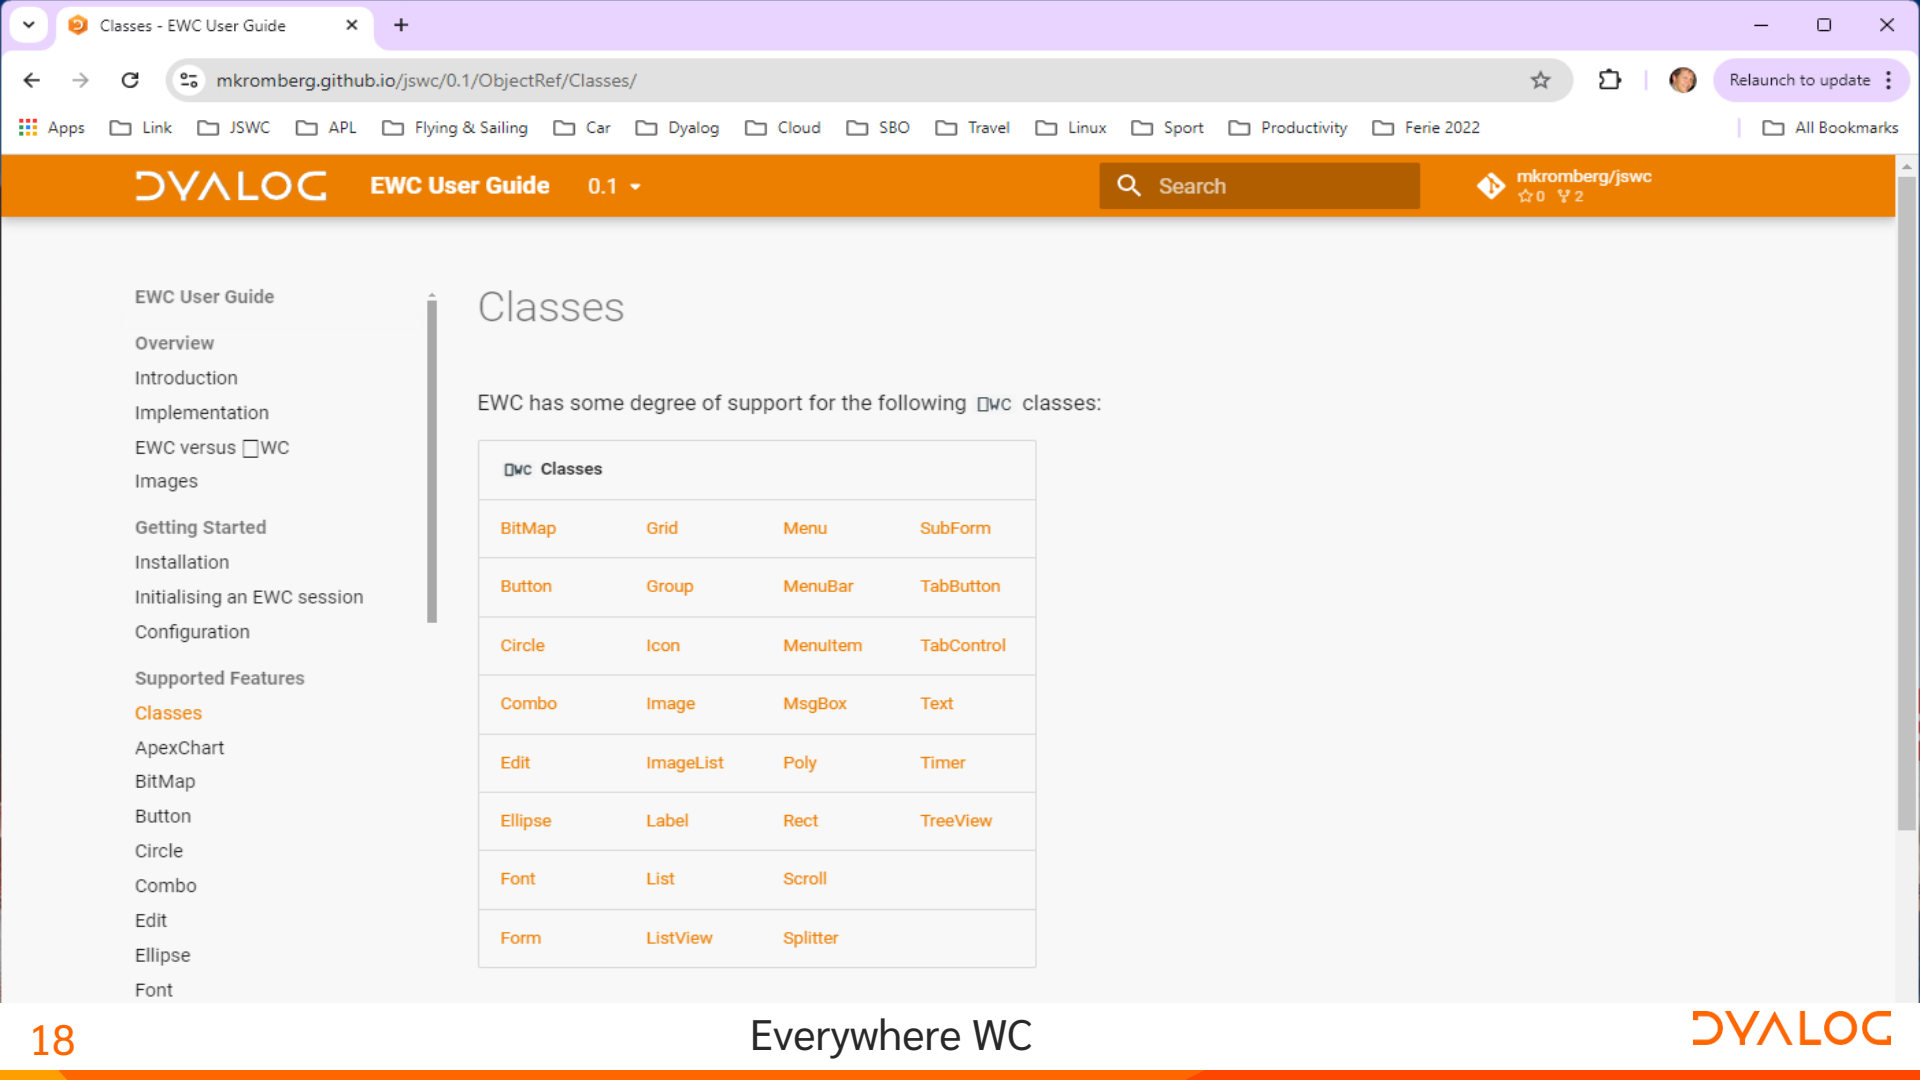 Classes - EWC User Guide
mkromberg.github.io/jswc/0.1/ObjectRef/Classes/
Relaunch to update
Apps Link JSWC APL Flying & Sailing Car Dyalog Cloud SBO Travel Linux Sport Productivity Ferie 2022 All Bookmarks
DYALOG EWC User Guide 0.1 Search mkromberg/jswc
0 2
EWC User Guide
Overview
Introduction
Implementation
EWC versus ⎕WC
Images
Getting Started
Installation
Initialising an EWC session
Configuration
Supported Features
Classes
ApexChart
BitMap
Button
Circle
Combo
Edit
Ellipse
Font
Classes
EWC has some degree of support for the following ⎕WC classes:
⎕WC Classes
BitMap Grid Menu SubForm
Button Group MenuBar TabButton
Circle Icon MenuItem TabControl
Combo Image MsgBox Text
Edit ImageList Poly Timer
Ellipse Label Rect TreeView
Font List Scroll
Form ListView Splitter
18 Everywhere WC DYALOG